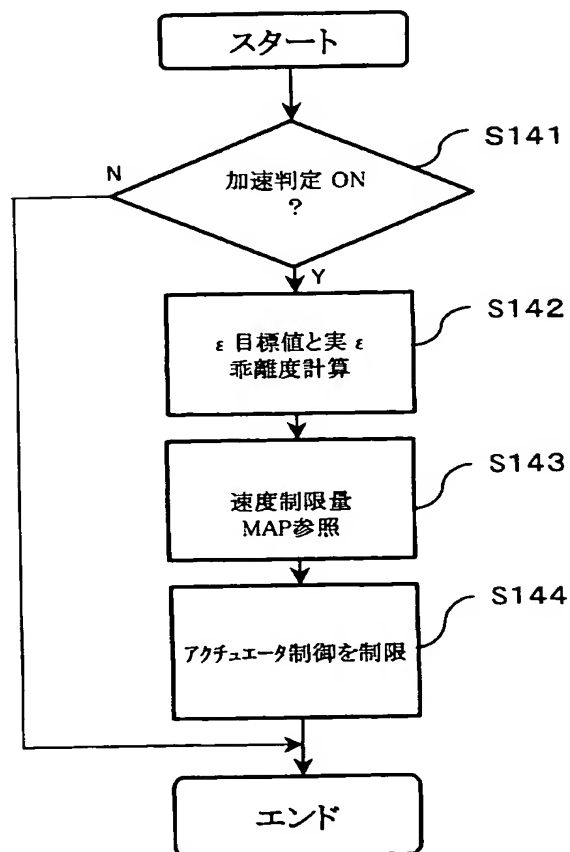 スタート
S141
N
加速判定 ON
?
Y
S142
ε 目標値と実 ε
乖離度計算
S143
速度制限量
MAP参照
S144
アクチュエータ制御を制限
エンド